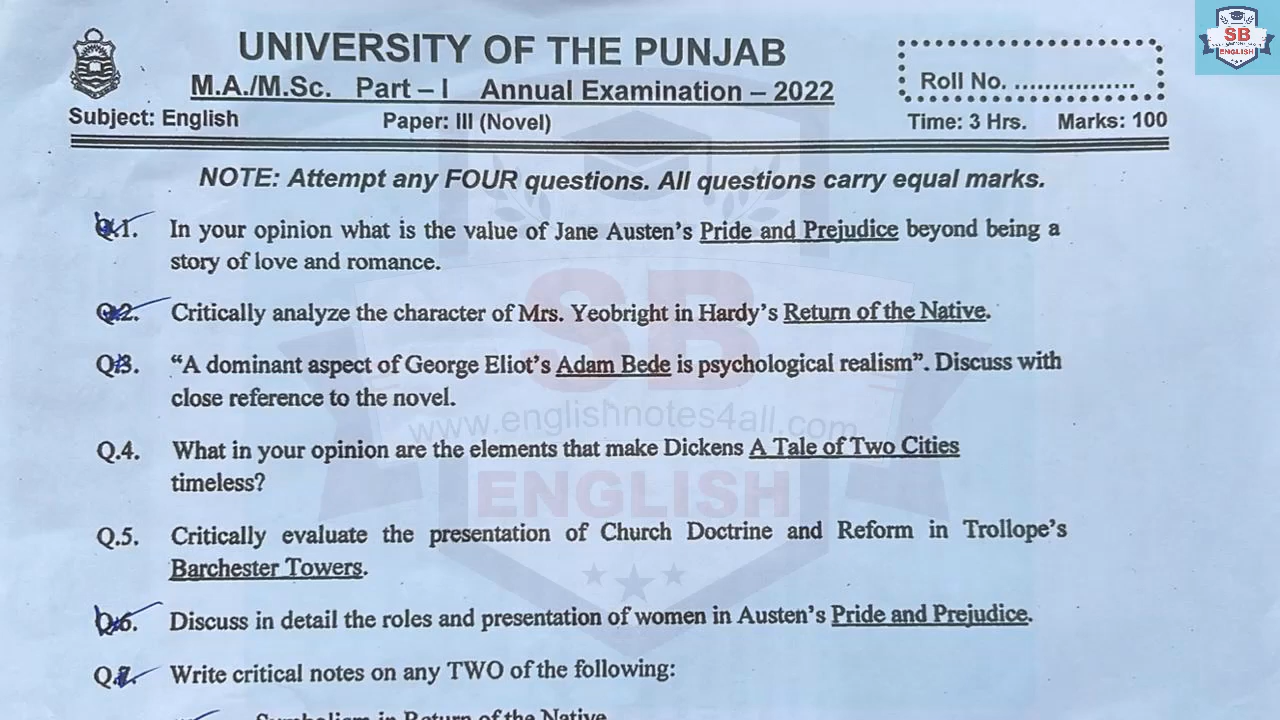 SB
ENGLISH
UNIVERSITY OF THE PUNJAB
M.A./M.Sc. Part – I Annual Examination – 2022
Roll No. ................
Subject: English Paper: III (Novel) Time: 3 Hrs. Marks: 100
NOTE: Attempt any FOUR questions. All questions carry equal marks.
Q.1. In your opinion what is the value of Jane Austen's Pride and Prejudice beyond being a
story of love and romance.
Q.2. Critically analyze the character of Mrs. Yeobright in Hardy's Return of the Native.
Q.3. “A dominant aspect of George Eliot's Adam Bede is psychological realism”. Discuss with
close reference to the novel.
Q.4. What in your opinion are the elements that make Dickens A Tale of Two Cities
timeless?
Q.5. Critically evaluate the presentation of Church Doctrine and Reform in Trollope's
Barchester Towers.
Q.6. Discuss in detail the roles and presentation of women in Austen's Pride and Prejudice.
Q.7. Write critical notes on any TWO of the following:
Symbolism in Return of the Native
SB
www.englishnotes4all.com
ENGLISH